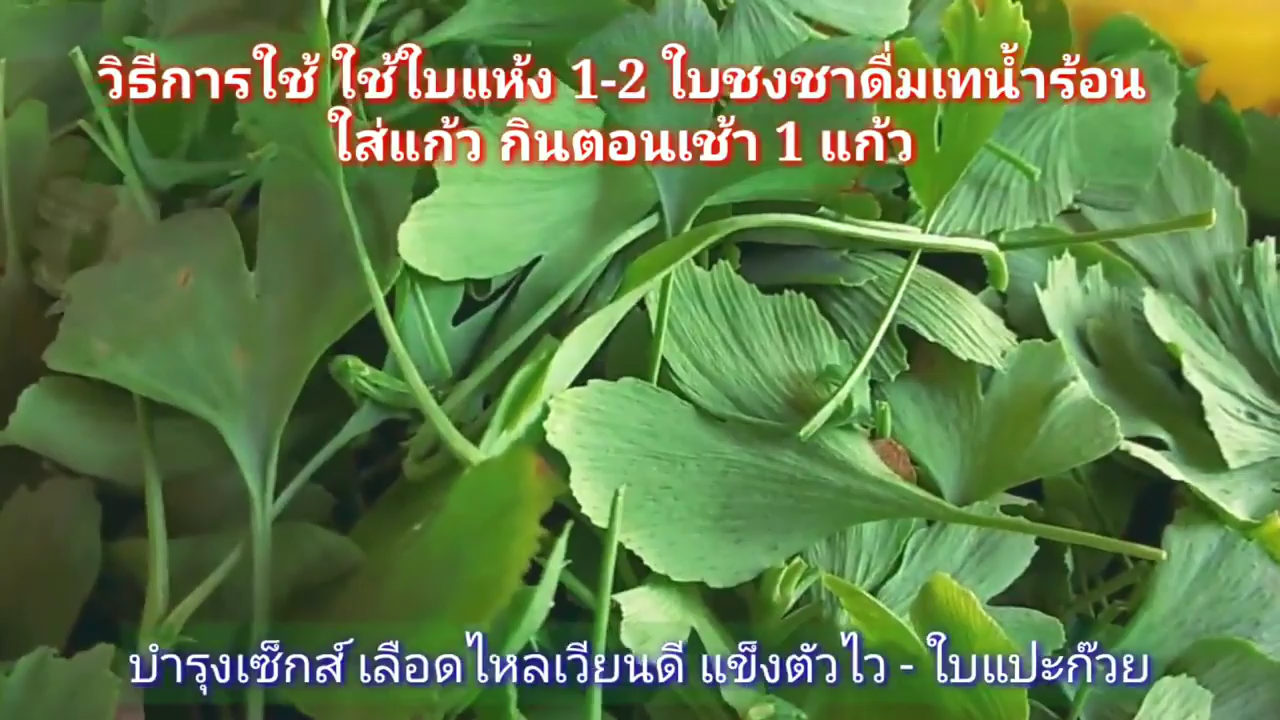 วิธีการใช้ ใช้ใบแห้ง 1-2 ใบชงชาดื่มเทน้ำร้อน
ใส่แก้ว กินตอนเช้า 1 แก้ว
บำรุงเซ็กส์ เลือดไหลเวียนดี แข็งตัวไว - ใบแปะก๊วย